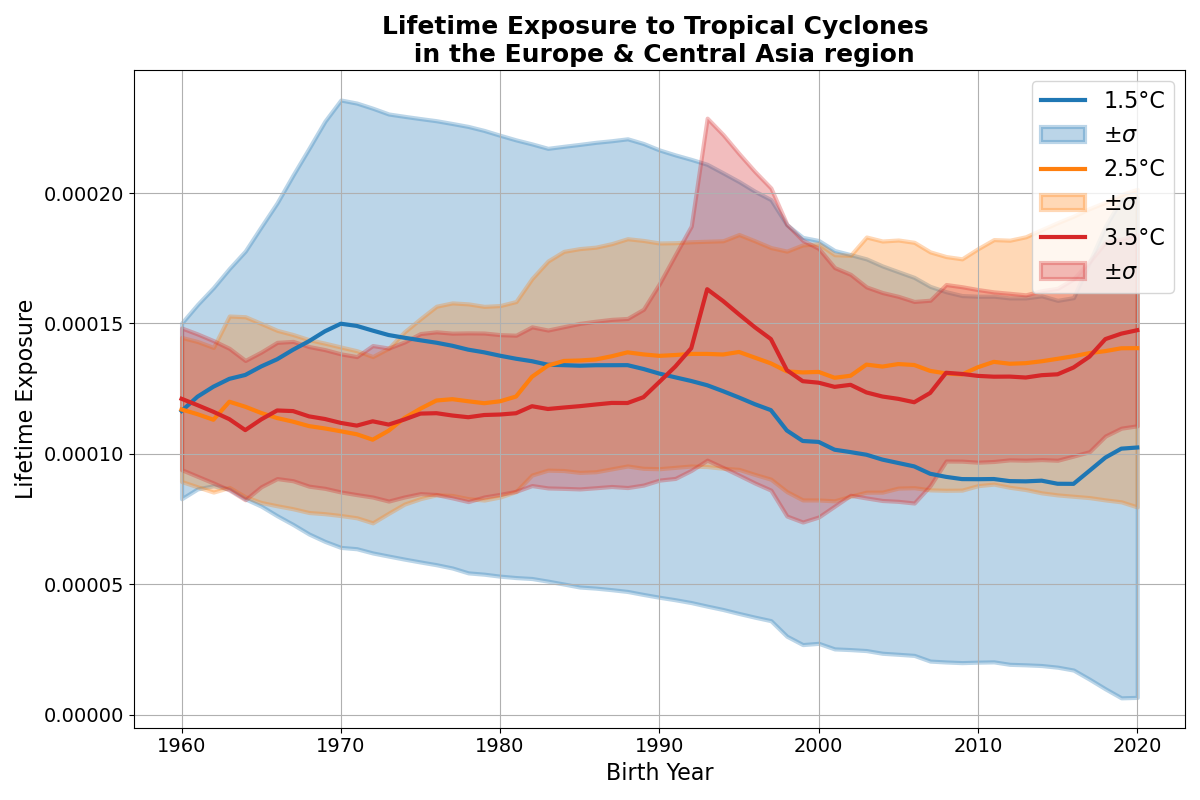 Lifetime Exposure to Tropical Cyclones
in the Europe & Central Asia region
1.5°C
±σ
2.5°C
±σ
3.5°C
±σ
Lifetime Exposure
0.00020
0.00015
0.00010
0.00005
0.00000
1960 1970 1980 1990 2000 2010 2020
Birth Year